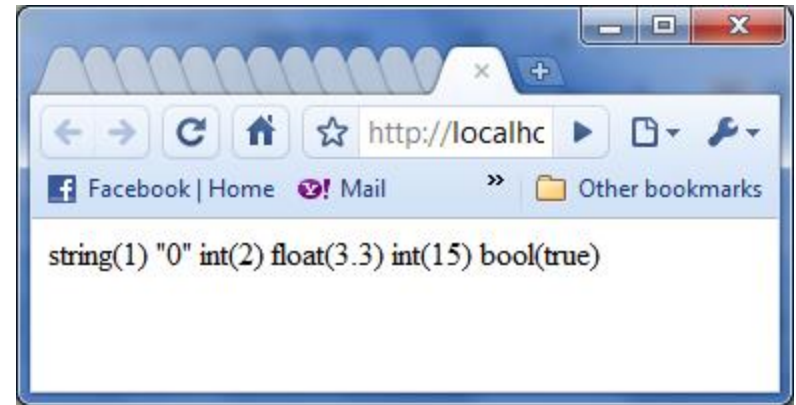 http://localhc
Facebook | Home Y! Mail » Other bookmarks
string(1) "0" int(2) float(3.3) int(15) bool(true)